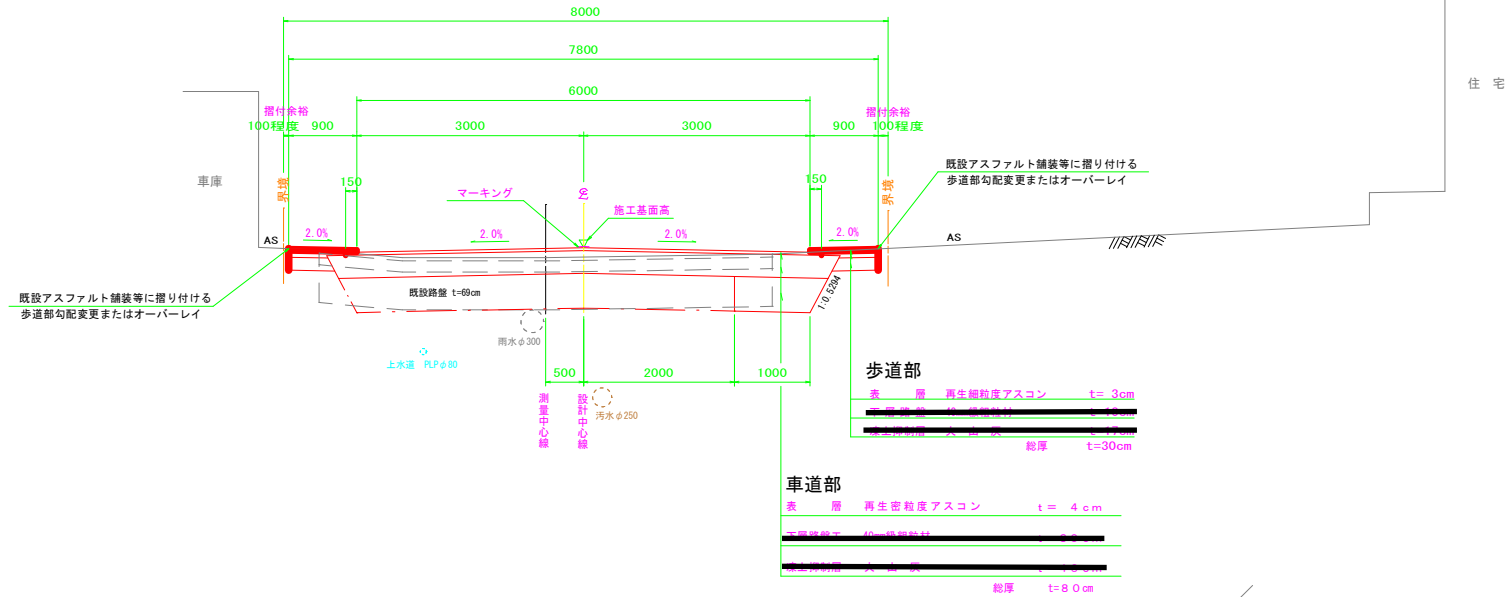 8000
7800
6000
住 宅
摺付余裕
摺付余裕
100程度 900 3000 3000 900 100程度
既設アスファルト舗装等に摺り付ける
歩道部勾配変更またはオーバーレイ
車庫
界境
150
マーキング
施工基面高
150
界境
AS
2.0%
2.0%
2.0%
2.0%
AS
既設アスファルト舗装等に摺り付ける
歩道部勾配変更またはオーバーレイ
既設路盤 t=69cm
1:0.5294
雨水φ300
上水道 PLPφ80
500 2000 1000
測量中心線
設計中心線
汚水φ250
歩道部
表 層 再生細粒度アスコン t= 3cm
総厚 t=30cm
車道部
表 層 再生密粒度アスコン t= 4cm
総厚 t=80cm